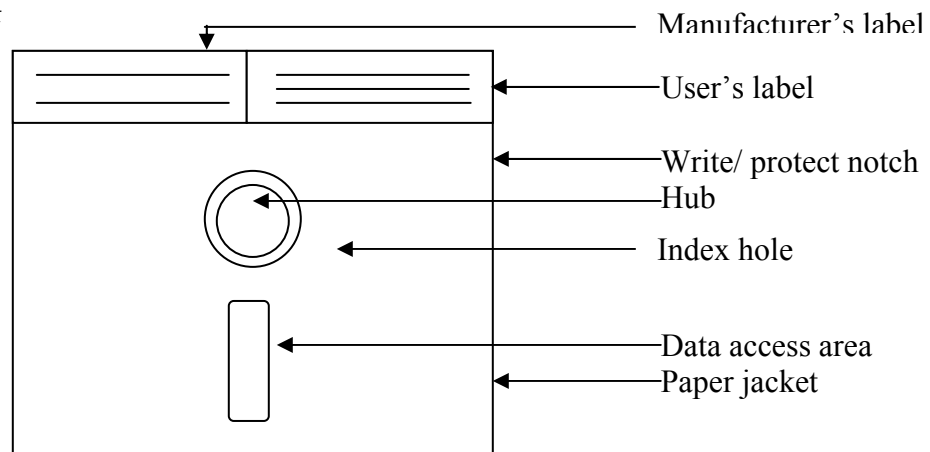 Manufacturer’s label
User’s label
Write/ protect notch
Hub
Index hole
Data access area
Paper jacket